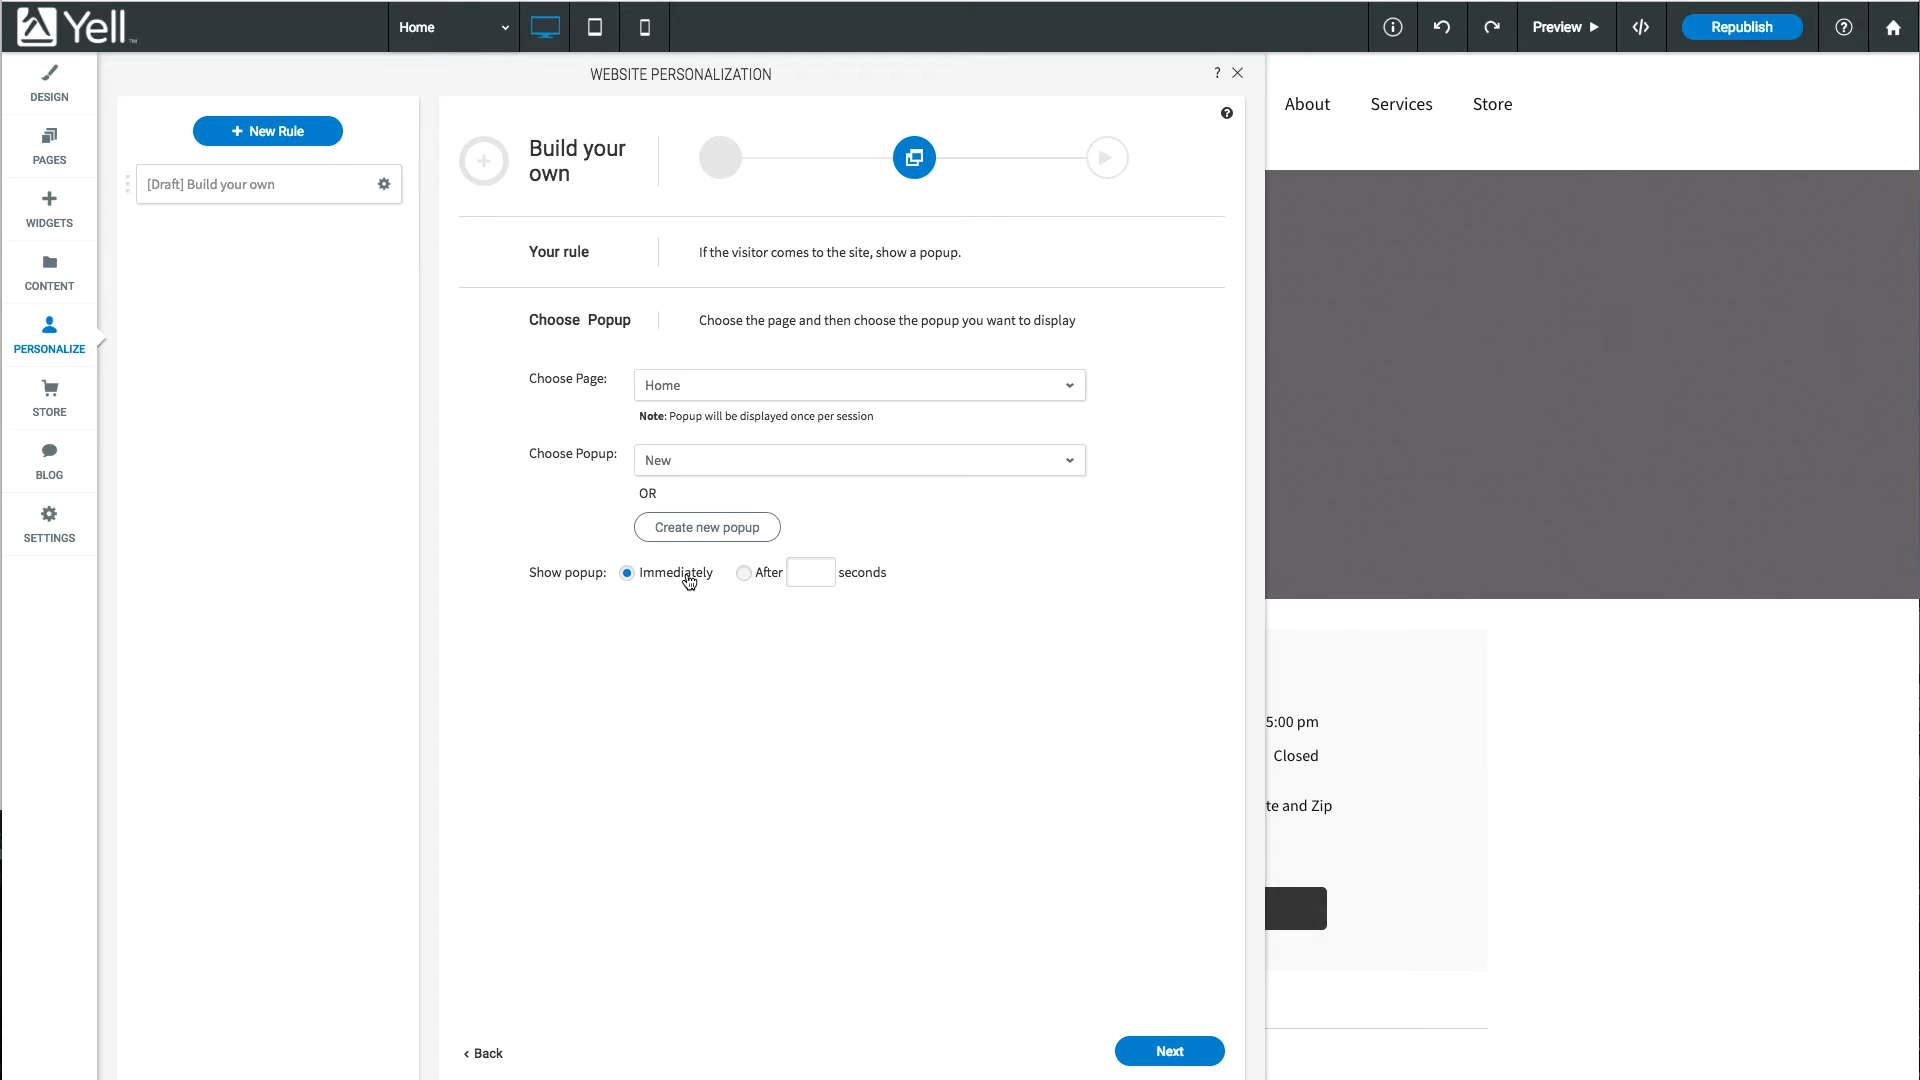 Yell™
Home
Preview
</>
Republish
DESIGN
PAGES
WIDGETS
CONTENT
PERSONALIZE
STORE
BLOG
SETTINGS
WEBSITE PERSONALIZATION
?
+ New Rule
[Draft] Build your own
Build your
own
Your rule
If the visitor comes to the site, show a popup.
Choose Popup
Choose the page and then choose the popup you want to display
Choose Page:
Home
Note: Popup will be displayed once per session
Choose Popup:
New
OR
Create new popup
Show popup:
Immediately
After
seconds
‹ Back
Next
About
Services
Store
5:00 pm
Closed
te and Zip